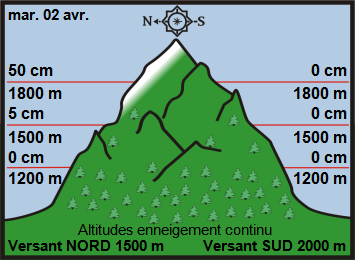 mar. 02 avr.
N S
50 cm 0 cm
1800 m 1800 m
5 cm 0 cm
1500 m 1500 m
0 cm 0 cm
1200 m 1200 m
Altitudes enneigement continu
Versant NORD 1500 m Versant SUD 2000 m